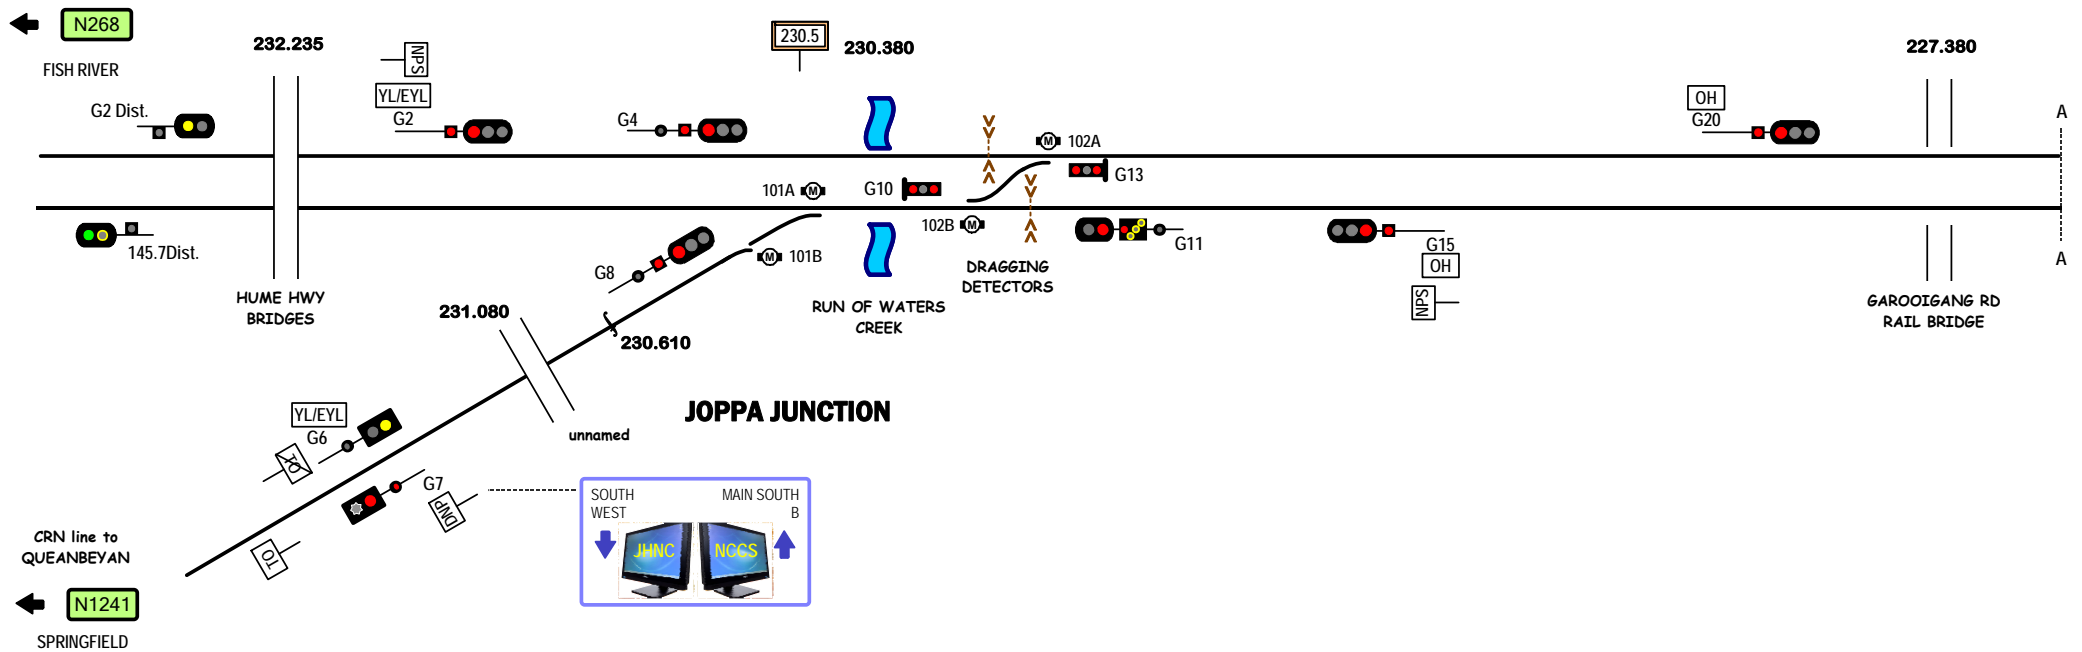 N268
FISH RIVER
232.235
NPS
YL/EYL
G2 Dist.
G2
G4
230.5
230.380
102A
OH
G20
227.380
A
101A
G10
G13
145.7Dist.
102B
G11
G15
OH
NPS
A
G8
101B
HUME HWY
BRIDGES
RUN OF WATERS
CREEK
DRAGGING
DETECTORS
GAROOIGANG RD
RAIL BRIDGE
231.080
230.610
JOPPA JUNCTION
unnamed
YL/EYL
G6
TO
G7
DNP
TO
SOUTH
WEST
MAIN SOUTH
B
JHNC
NCCS
CRN line to
QUEANBEYAN
N1241
SPRINGFIELD
M
M
M
M